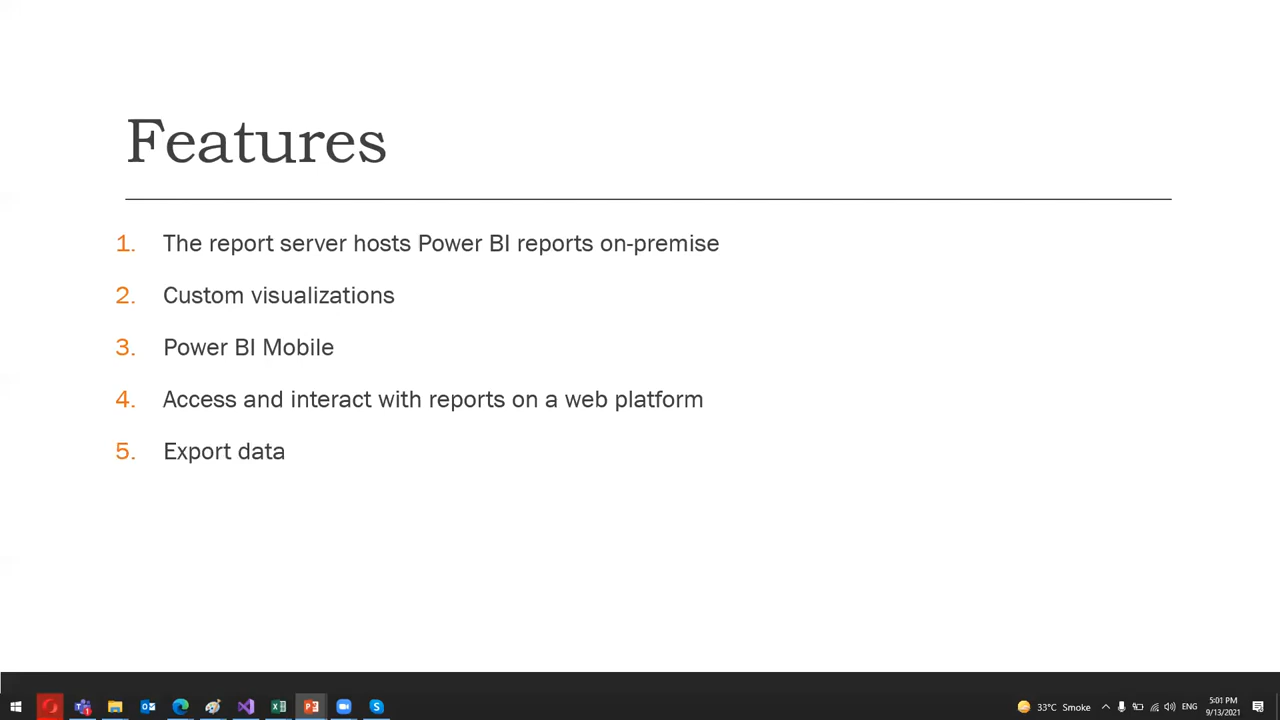 Features
1. The report server hosts Power BI reports on-premise
2. Custom visualizations
3. Power BI Mobile
4. Access and interact with reports on a web platform
5. Export data
33°C Smoke
ENG
5:01 PM
9/13/2021